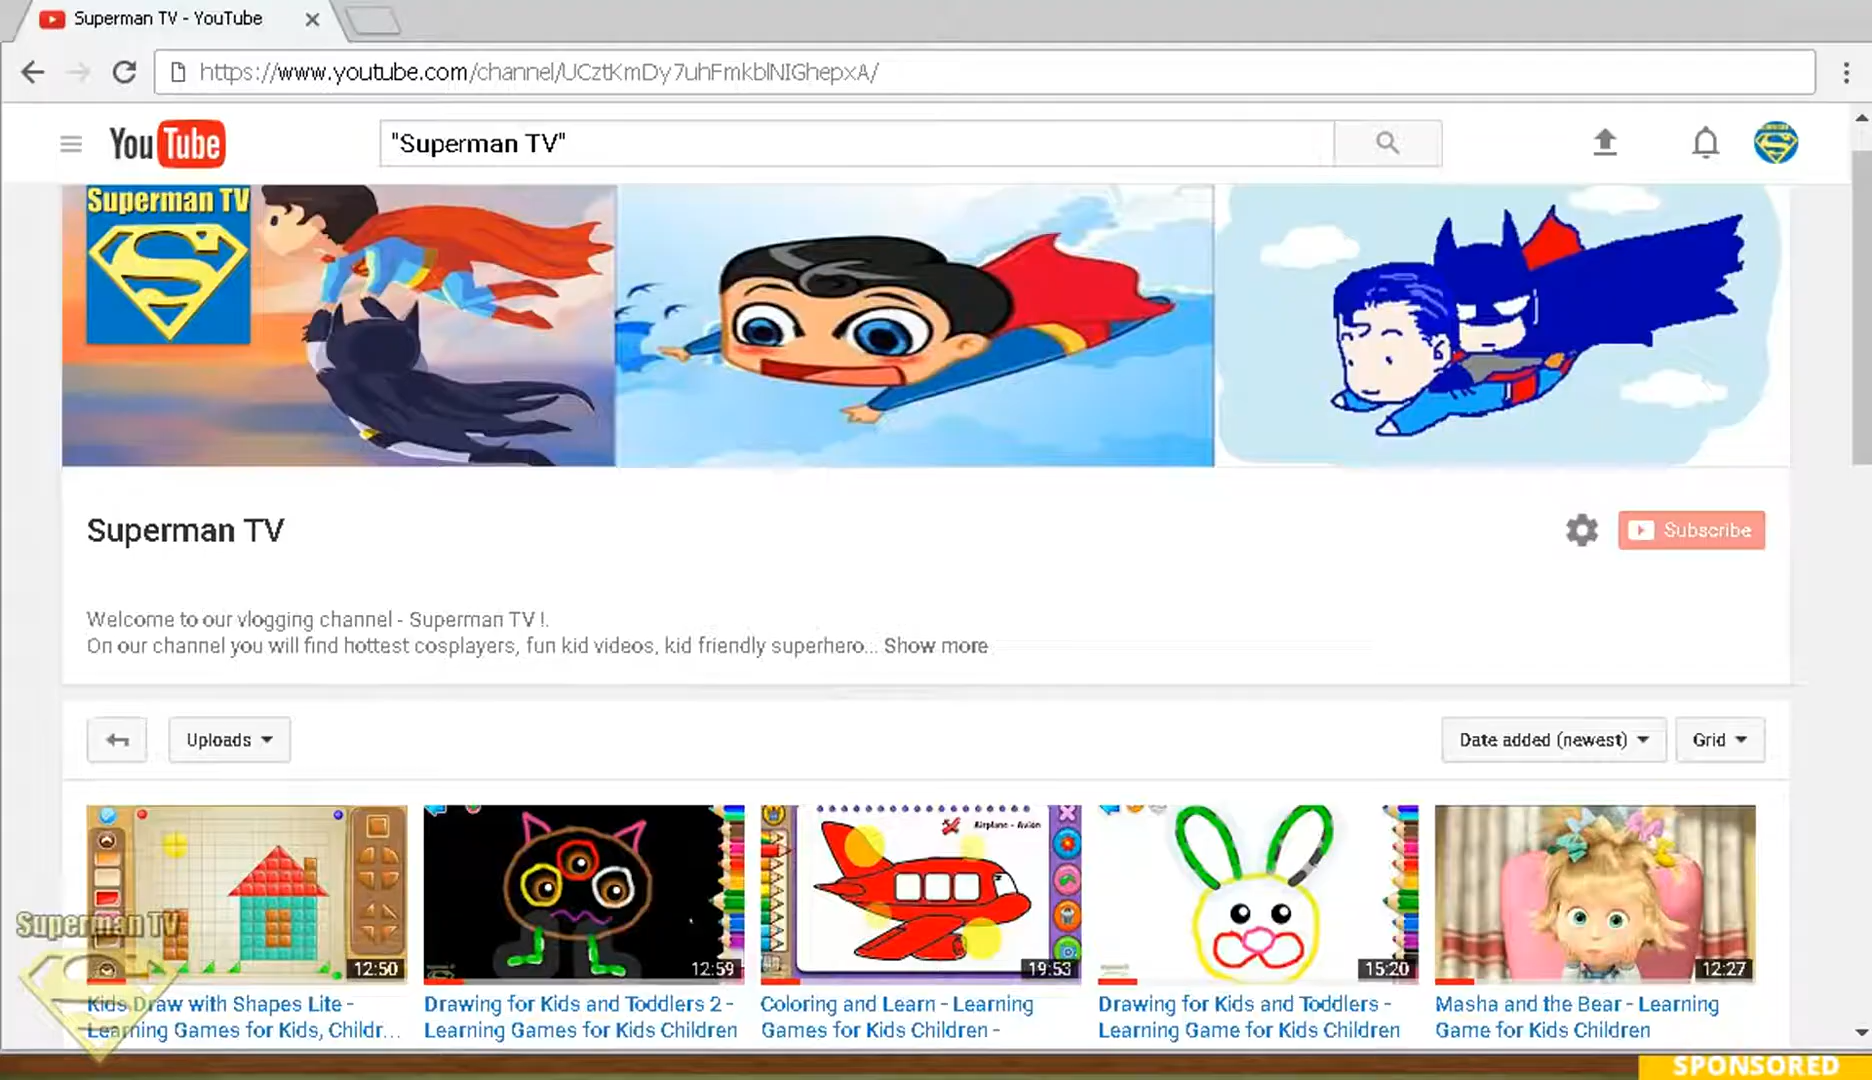 Superman TV - YouTube
https://www.youtube.com/channel/UCztKmDy7uhFmkblNIGhepxA/
YouTube
"Superman TV"
Superman TV
Superman TV
Subscribe
Welcome to our vlogging channel - Superman TV !.
On our channel you will find hottest cosplayers, fun kid videos, kid friendly superhero... Show more
Uploads
Date added (newest)
Grid
Airplane - Avion
Superman TV
12:50
12:59
19:53
15:20
12:27
Kids Draw with Shapes Lite -
Learning Games for Kids, Childr...
Drawing for Kids and Toddlers 2 -
Learning Games for Kids Children
Coloring and Learn - Learning
Games for Kids Children -
Drawing for Kids and Toddlers -
Learning Game for Kids Children
Masha and the Bear - Learning
Game for Kids Children
SPONSORED